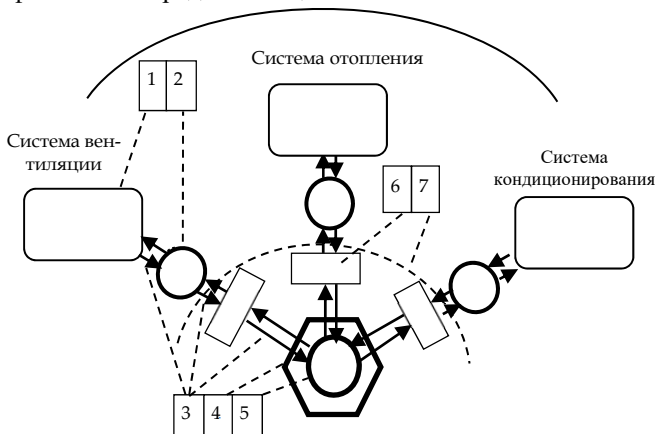 Система отопления
1 2
Система вен-
тиляции
6 7
Система
кондиционирования
3 4 5